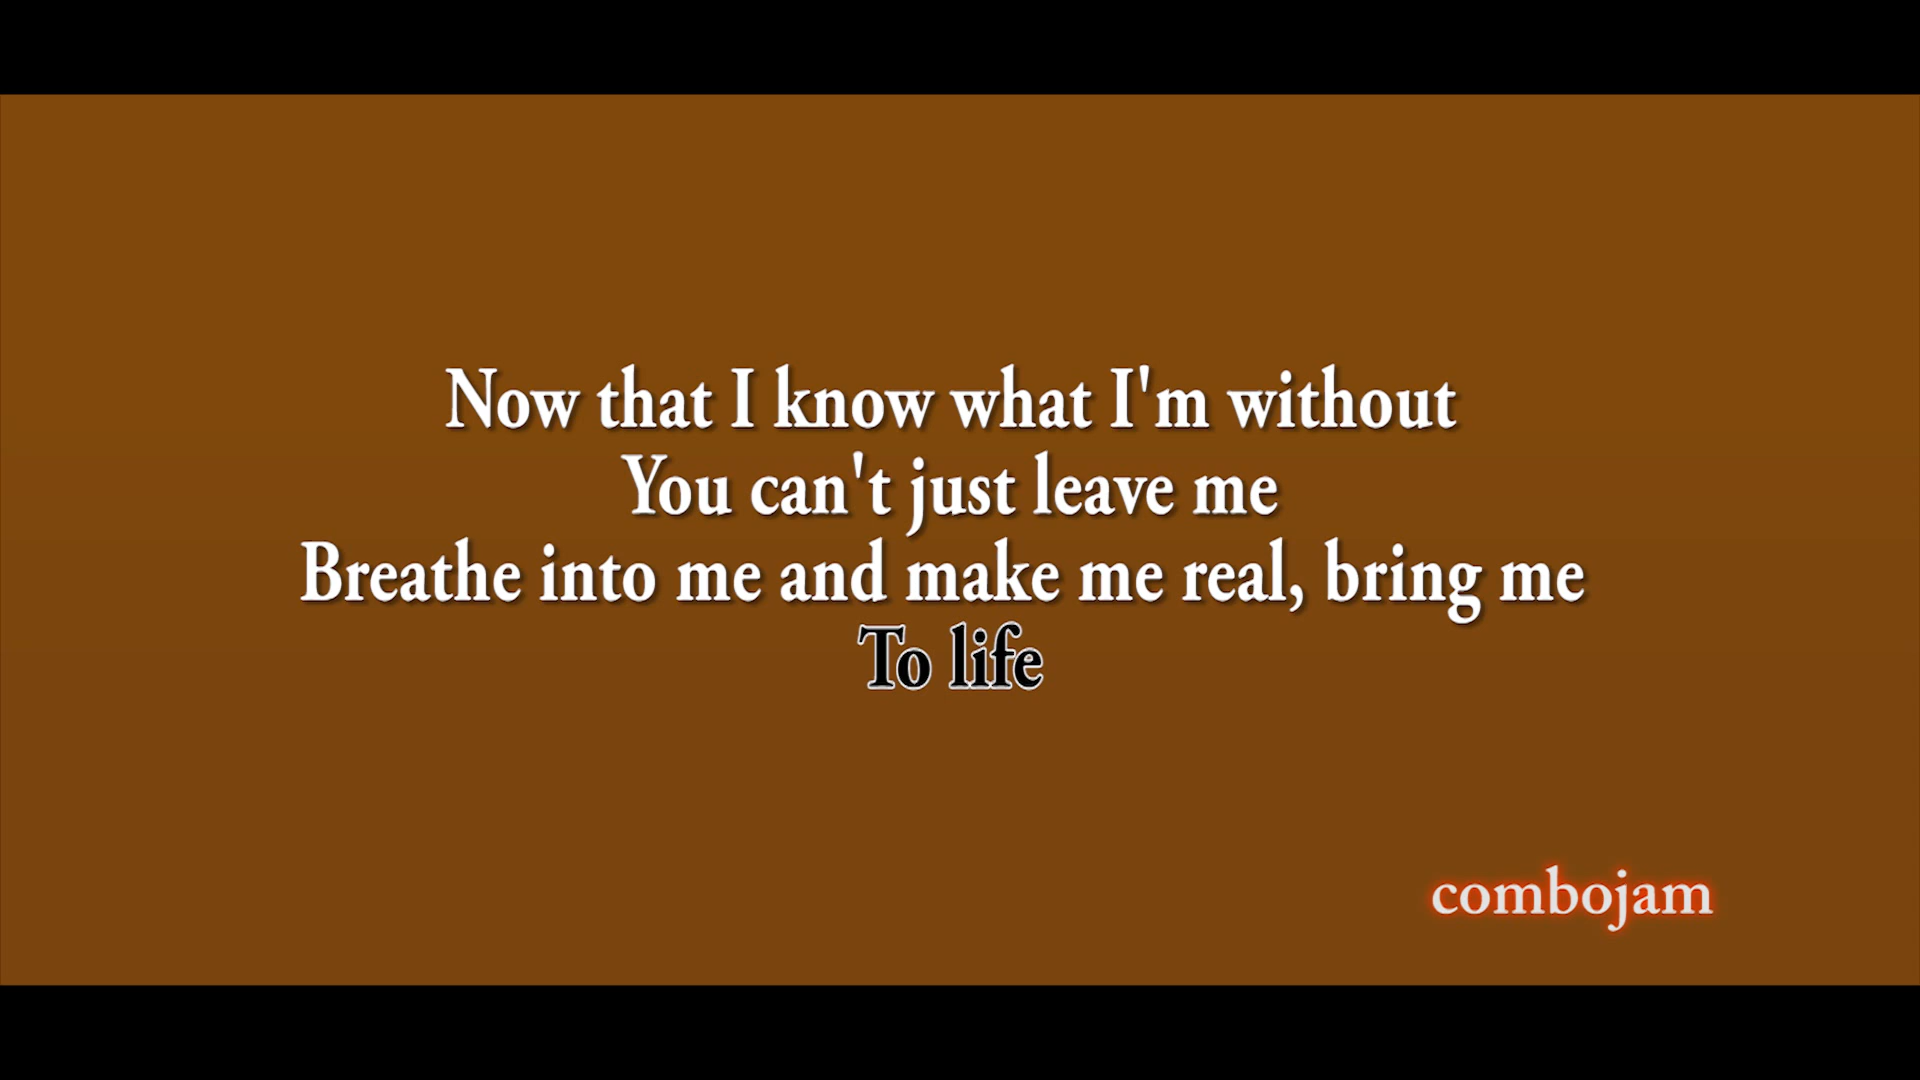 Now that I know what I'm without
You can't just leave me
Breathe into me and make me real, bring me
To life
combojam